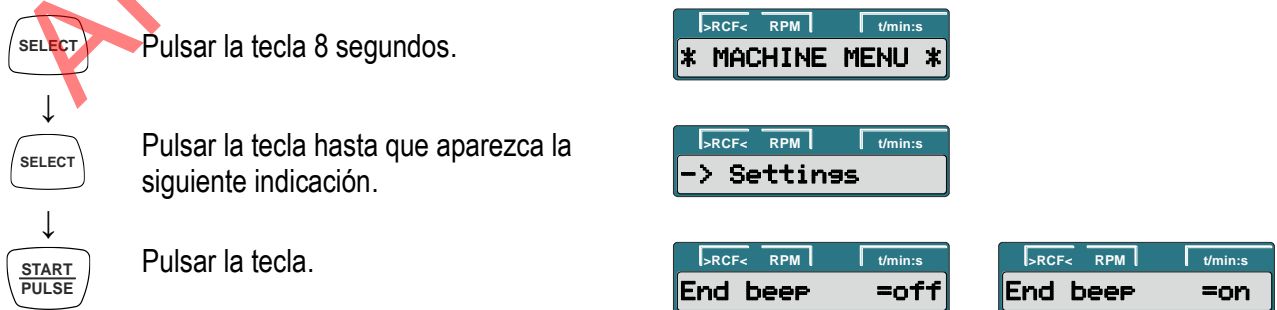 SELECT
Pulsar la tecla 8 segundos.
>RCF< RPM t/min:s
* MACHINE MENU *
SELECT
Pulsar la tecla hasta que aparezca la
siguiente indicación.
>RCF< RPM t/min:s
-> Settings
START
PULSE
Pulsar la tecla.
>RCF< RPM t/min:s
End beep =off
>RCF< RPM t/min:s
End beep =on